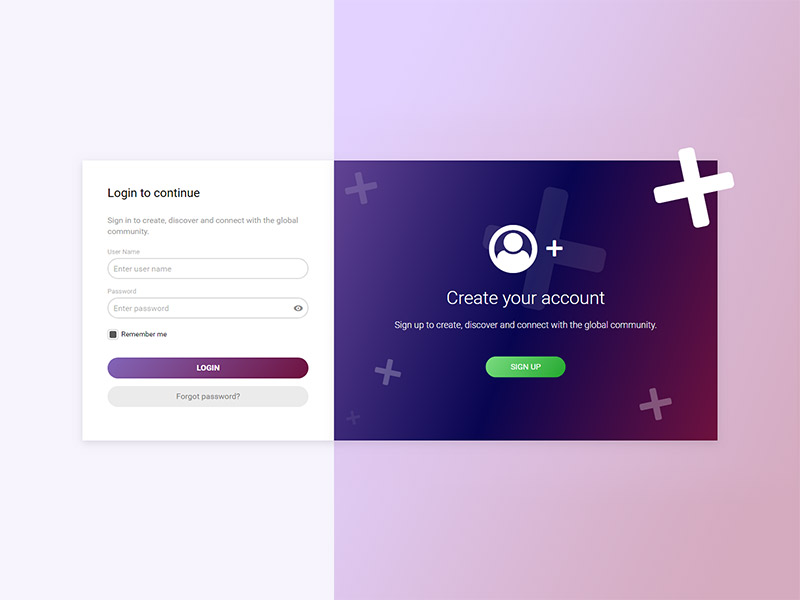 Login to continue
Sign in to create, discover and connect with the global
community.
User Name
Enter user name
Password
Enter password
Remember me
LOGIN
Forgot password?
Create your account
Sign up to create, discover and connect with the global community.
SIGN UP